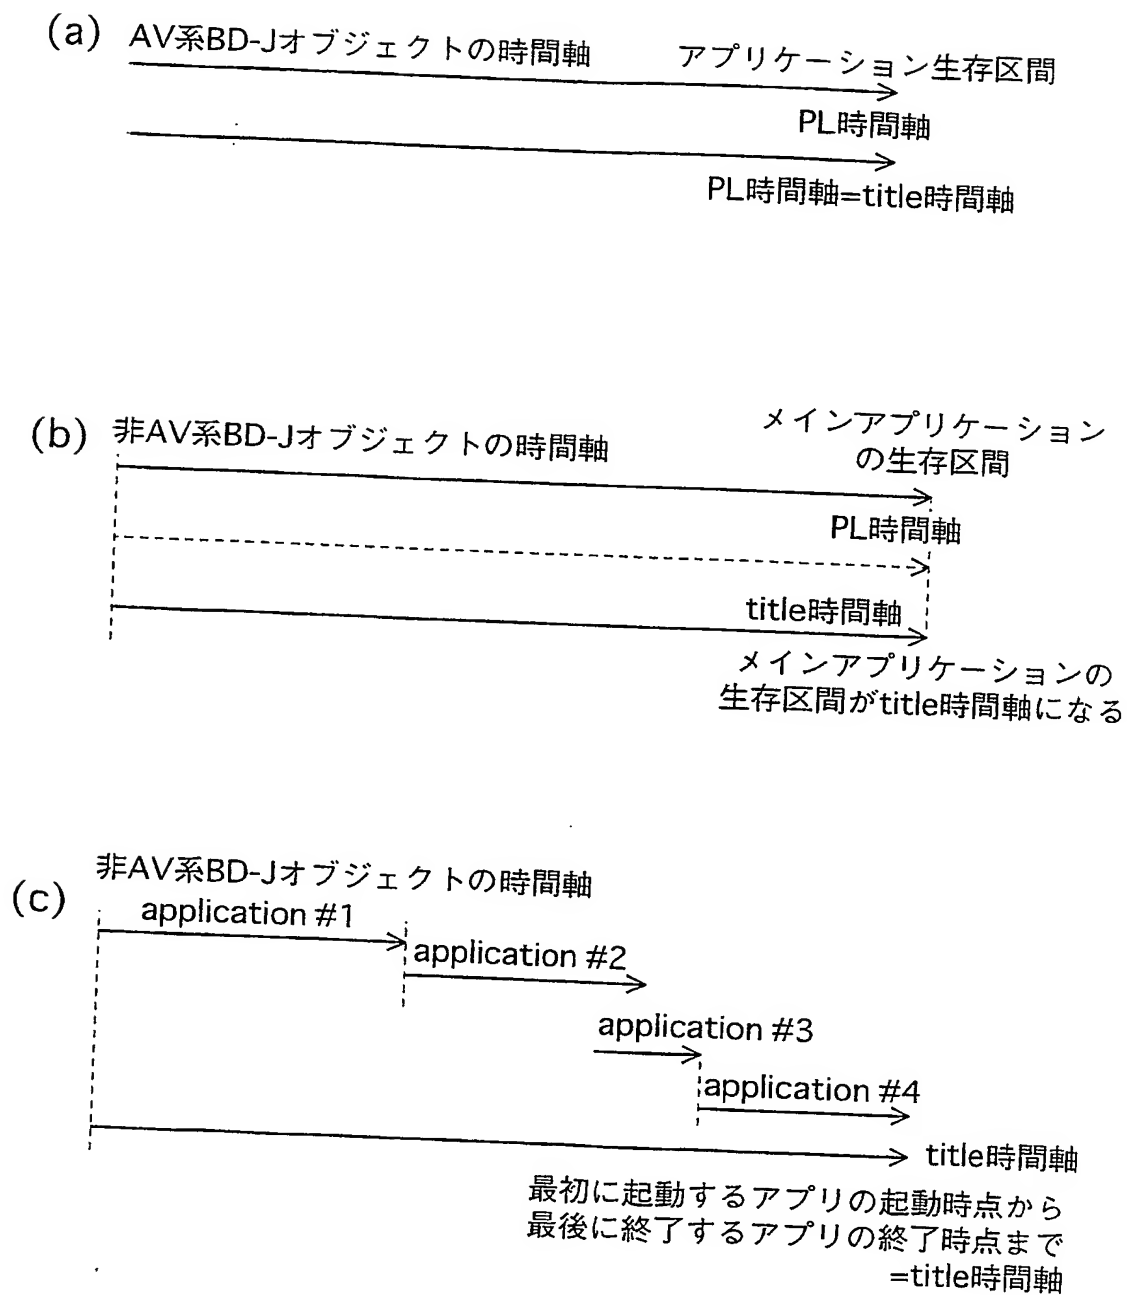 (a)
AV系BD-Jオブジェクトの時間軸
アプリケーション生存区間
PL時間軸
PL時間軸=title時間軸
(b)
非AV系BD-Jオブジェクトの時間軸
メインアプリケーション
の生存区間
PL時間軸
title時間軸
メインアプリケーションの
生存区間がtitle時間軸になる
(c)
非AV系BD-Jオブジェクトの時間軸
application #1
application #2
application #3
application #4
title時間軸
最初に起動するアプリの起動時点から
最後に終了するアプリの終了時点まで
=title時間軸